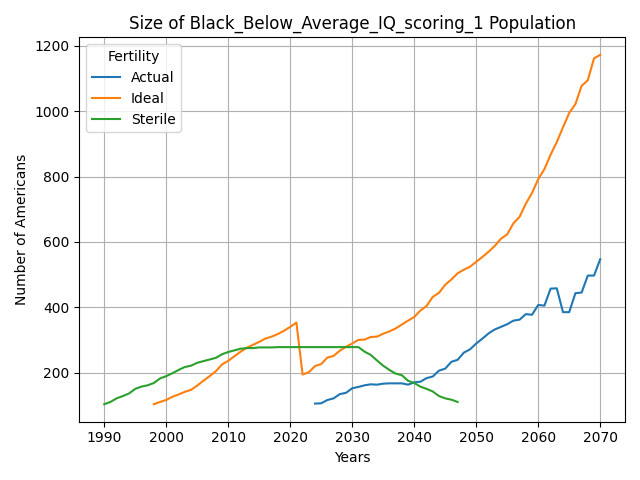 Size of Black_Below_Average_IQ_scoring_1 Population
Fertility
Actual
Ideal
Sterile
Number of Americans
1200
1000
800
600
400
200
1990 2000 2010 2020 2030 2040 2050 2060 2070
Years